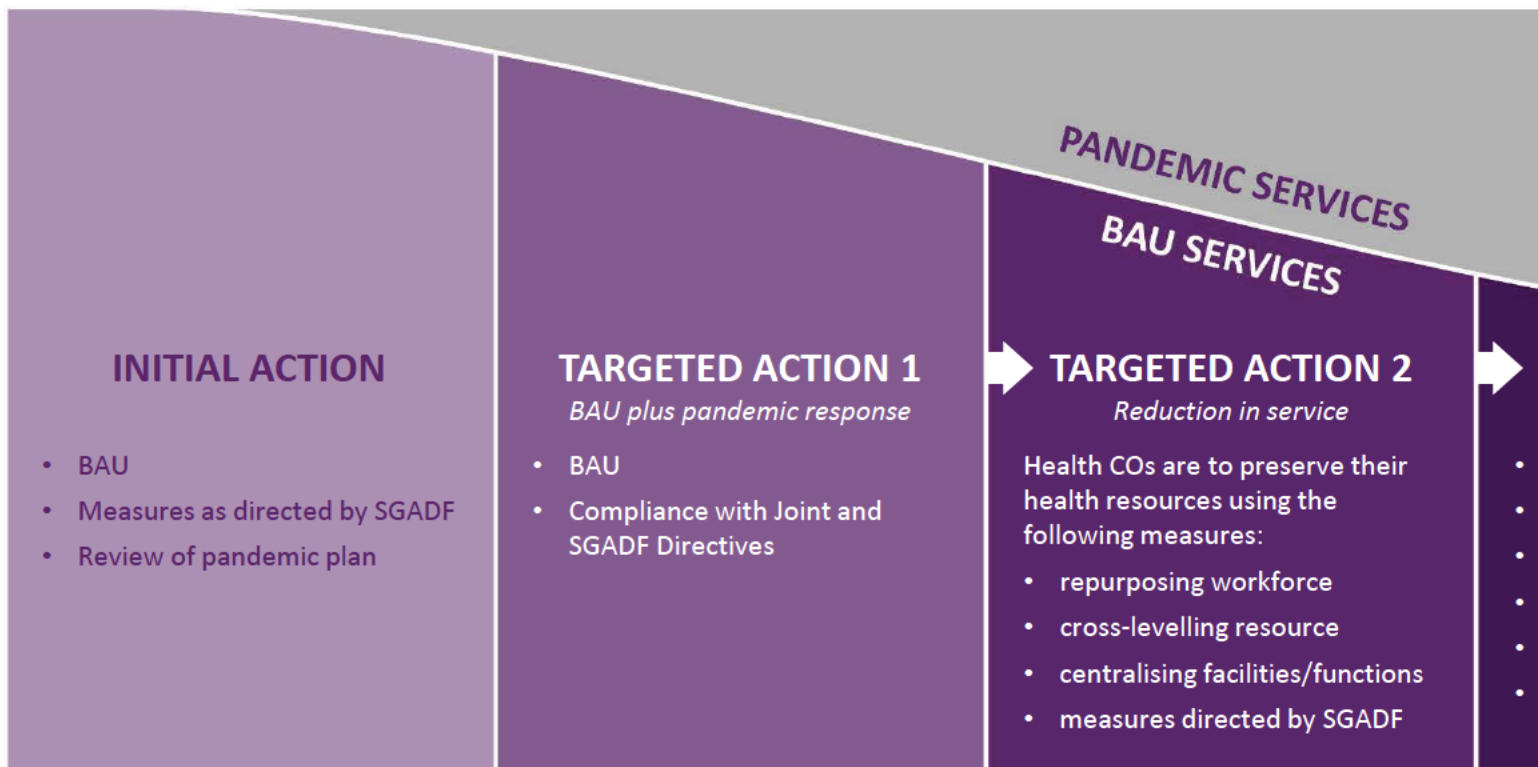 PANDEMIC SERVICES
BAU SERVICES
INITIAL ACTION
• BAU
• Measures as directed by SGADF
• Review of pandemic plan
TARGETED ACTION 1
BAU plus pandemic response
• BAU
• Compliance with Joint and
SGADF Directives
TARGETED ACTION 2
Reduction in service
Health COs are to preserve their
health resources using the
following measures:
• repurposing workforce
• cross-levelling resource
• centralising facilities/functions
• measures directed by SGADF